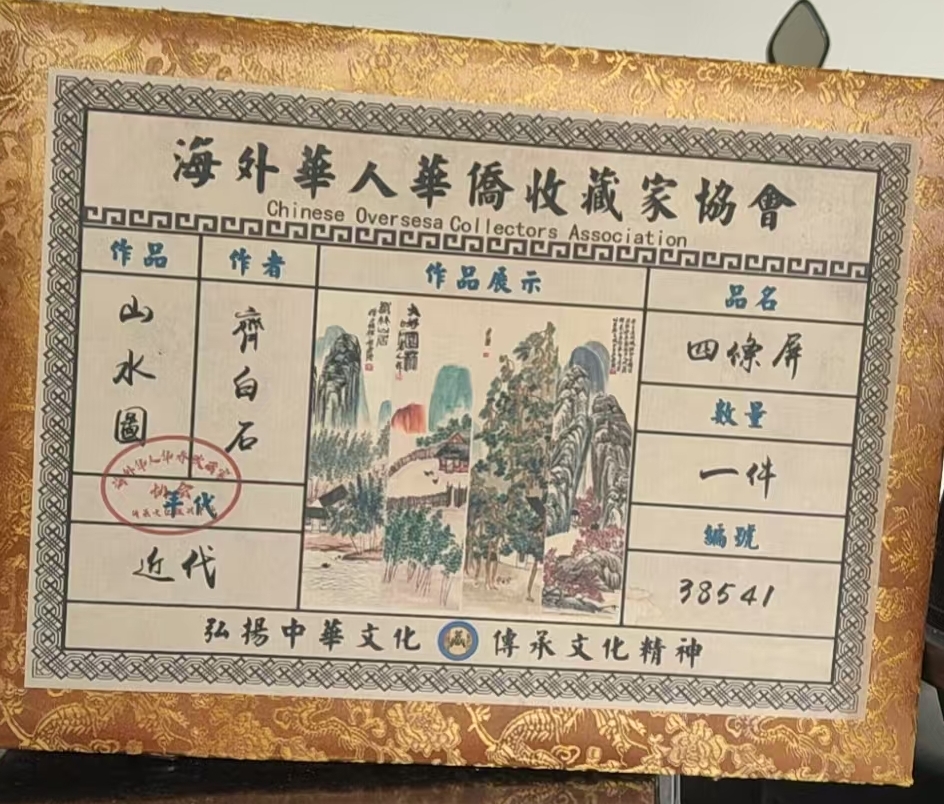 海外華人華僑收藏家協會
Chinese Oversesa Collectors Association
作品
山水圖
作者
齊白石
年代
近代
作品展示
品名
四條屏
數量
一件
編號
38541
弘揚中華文化 藏 傳承文化精神